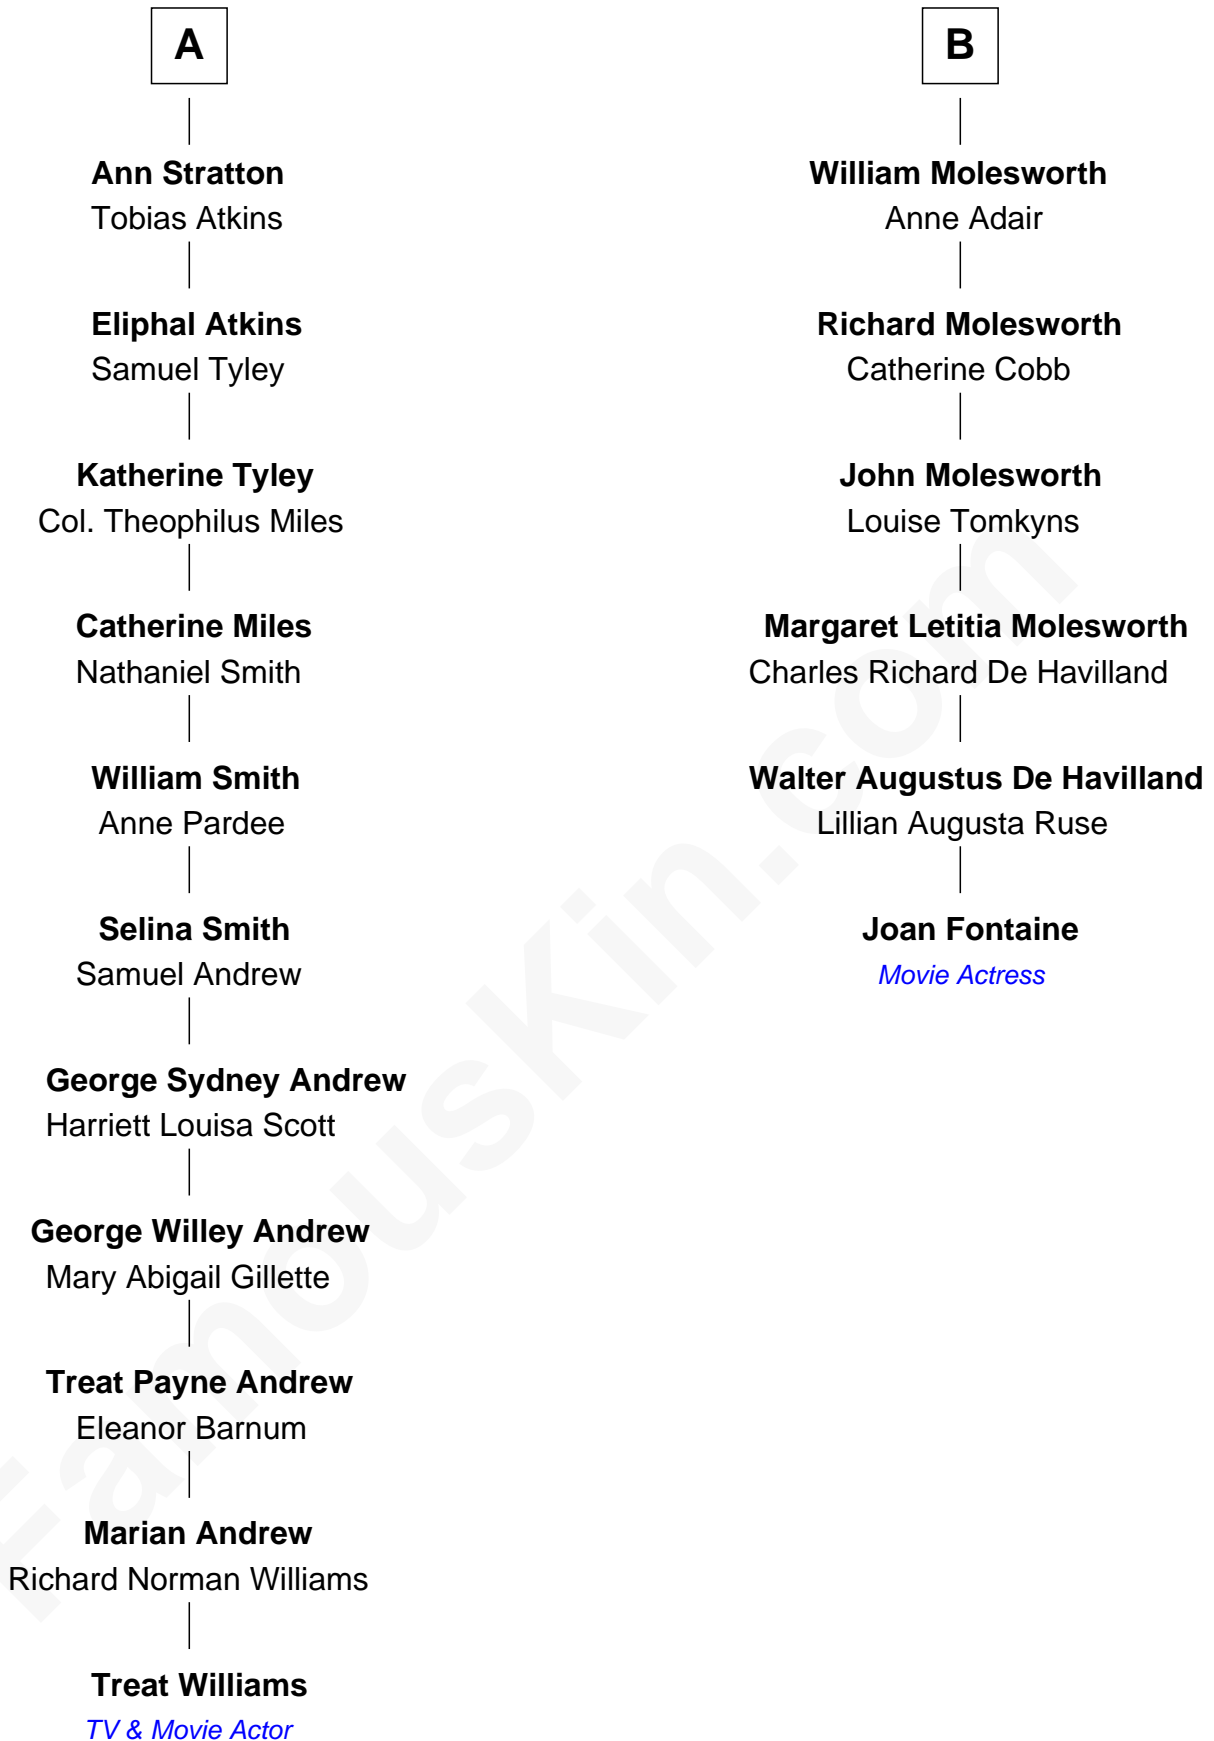 A
Ann Stratton
Tobias Atkins
Eliphal Atkins
Samuel Tyley
Katherine Tyley
Col. Theophilus Miles
Catherine Miles
Nathaniel Smith
William Smith
Anne Pardee
Selina Smith
Samuel Andrew
George Sydney Andrew
Harriett Louisa Scott
George Willey Andrew
Mary Abigail Gillette
Treat Payne Andrew
Eleanor Barnum
Marian Andrew
Richard Norman Williams
Treat Williams
TV & Movie Actor
B
William Molesworth
Anne Adair
Richard Molesworth
Catherine Cobb
John Molesworth
Louise Tomkyns
Margaret Letitia Molesworth
Charles Richard De Havilland
Walter Augustus De Havilland
Lillian Augusta Ruse
Joan Fontaine
Movie Actress
FamousKin.com